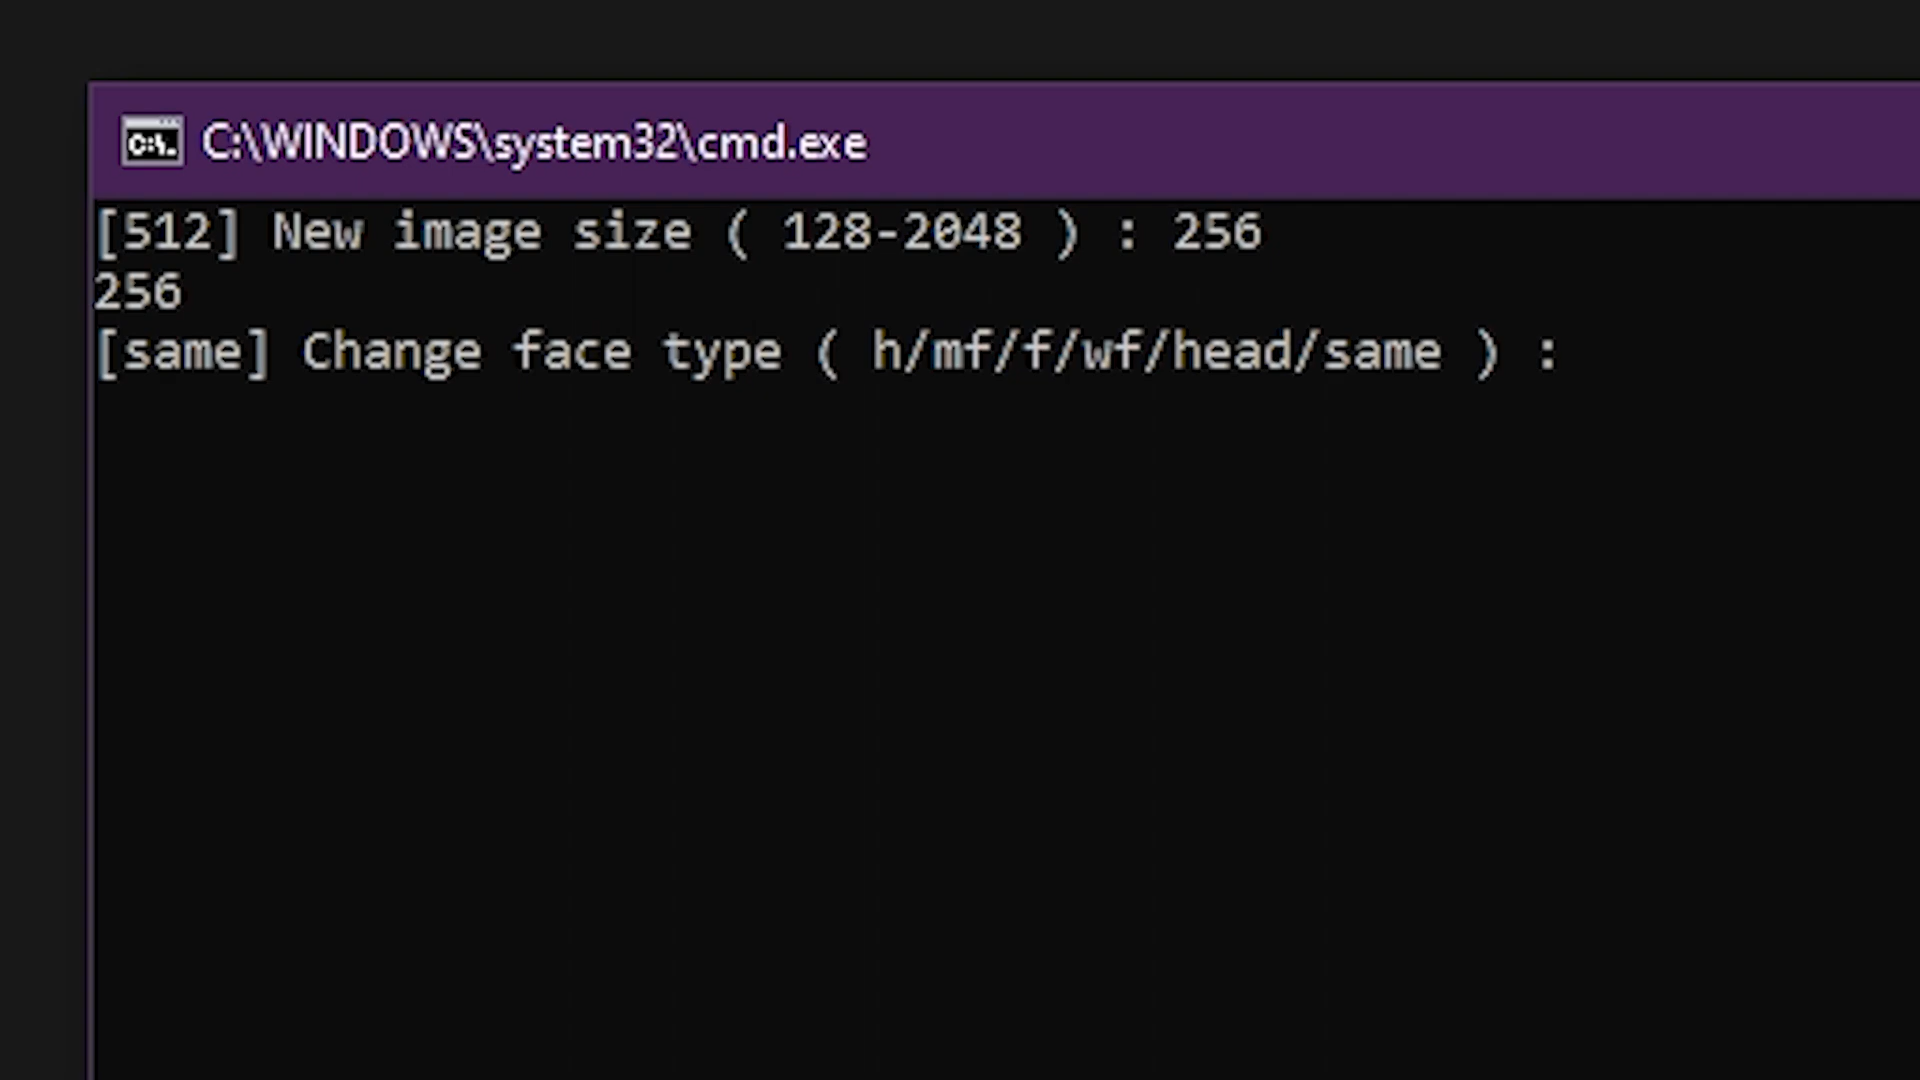 C:\WINDOWS\system32\cmd.exe
[512] New image size ( 128-2048 ) : 256
256
[same] Change face type ( h/mf/f/wf/head/same ) :